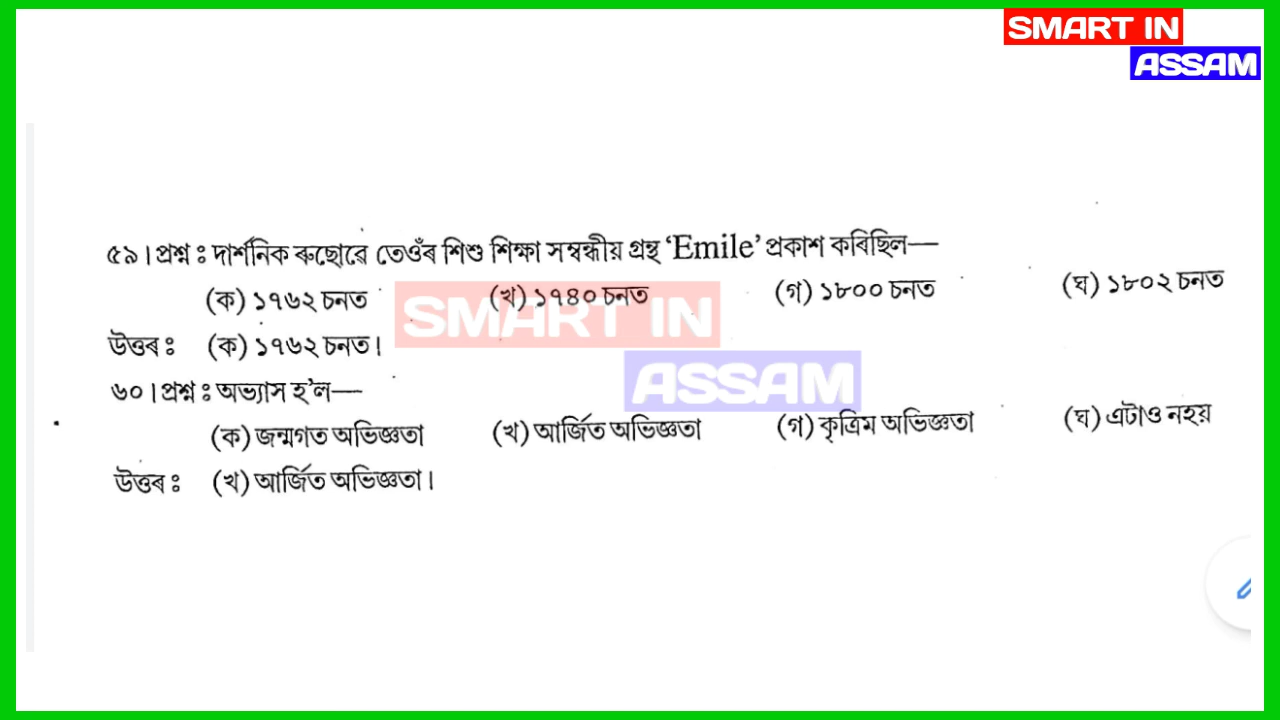 SMART IN
ASSAM
৫৯। প্ৰশ্ন ঃ দাৰ্শনিক ৰুছোৱে তেওঁৰ শিশু শিক্ষা সম্বন্ধীয় গ্ৰন্থ ‘Emile’ প্ৰকাশ কৰিছিল—
(ক) ১৭৬২ চনত (খ) ১৭৪০ চনত (গ) ১৮০০ চনত (ঘ) ১৮০২ চনত
উত্তৰ ঃ (ক) ১৭৬২ চনত।
SMART IN
ASSAM
৬০। প্ৰশ্ন ঃ অভ্যাস হ’ল—
(ক) জন্মগত অভিজ্ঞতা (খ) আৰ্জিত অভিজ্ঞতা (গ) কৃত্ৰিম অভিজ্ঞতা (ঘ) এটাও নহয়
উত্তৰ ঃ (খ) আৰ্জিত অভিজ্ঞতা।